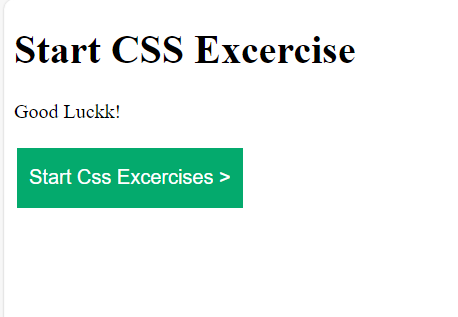 Start CSS Excercise
Good Luckk!
Start Css Excercises >